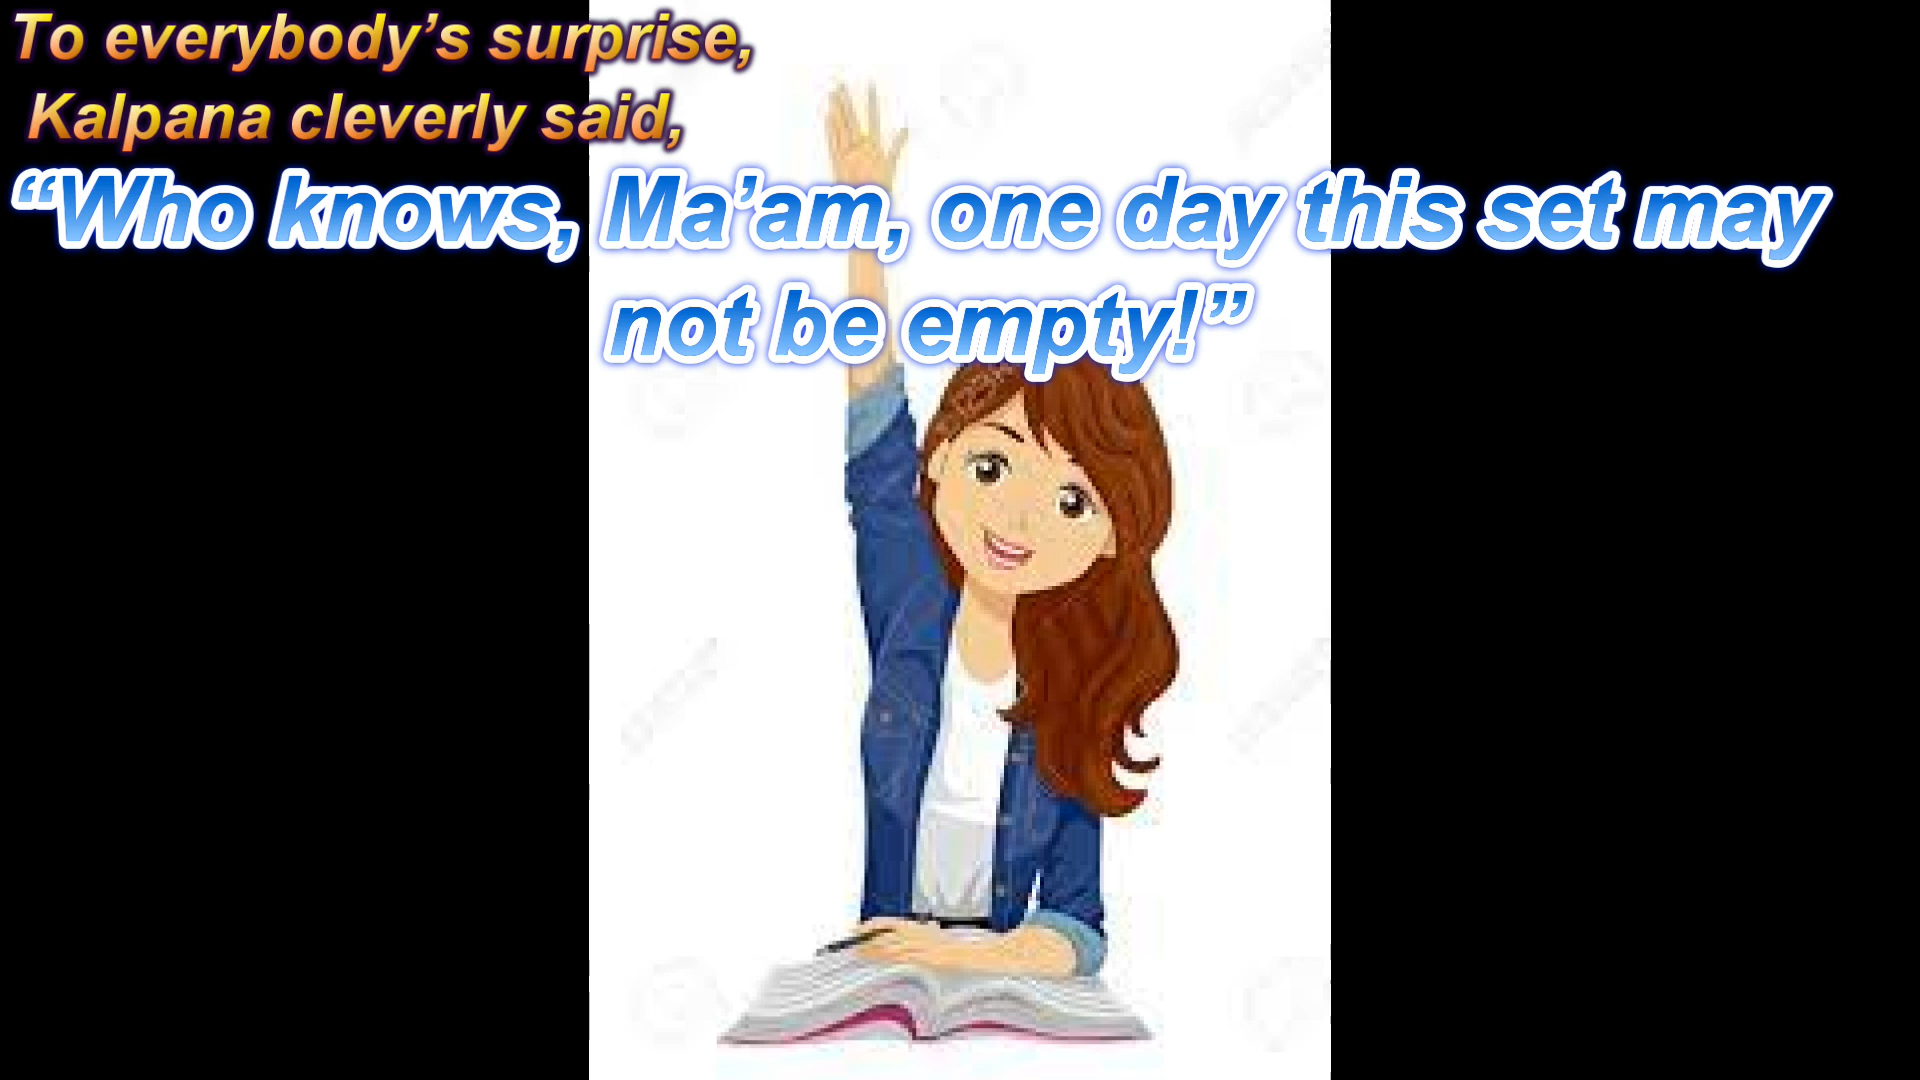 To everybody’s surprise,
Kalpana cleverly said,
“Who knows, Ma’am, one day this set may
not be empty!”